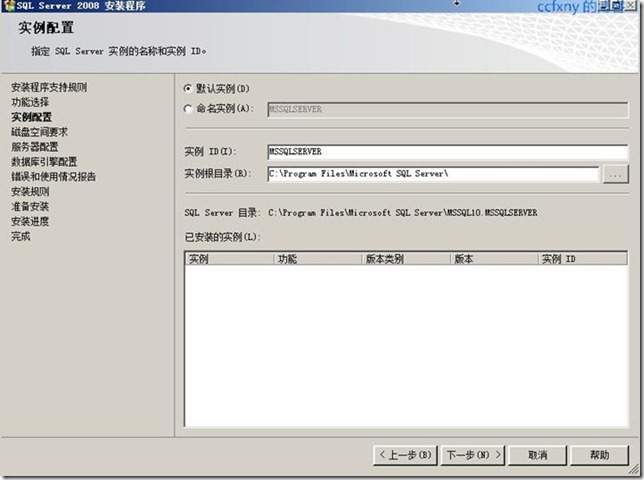 SQL Server 2008 安装程序
ccfxny 的
实例配置
指定 SQL Server 实例的名称和实例 ID。
安装程序支持规则
功能选择
实例配置
磁盘空间要求
服务器配置
数据库引擎配置
错误和使用情况报告
安装规则
准备安装
安装进度
完成
默认实例(D)
命名实例(A): MSSQLSERVER
实例 ID(I): MSSQLSERVER
实例根目录(R): C:\Program Files\Microsoft SQL Server\ ...
SQL Server 目录: C:\Program Files\Microsoft SQL Server\MSSQL10.MSSQLSERVER
已安装的实例(L):
实例 功能 版本类别 版本 实例 ID
< 上一步(B) 下一步(N) > 取消 帮助